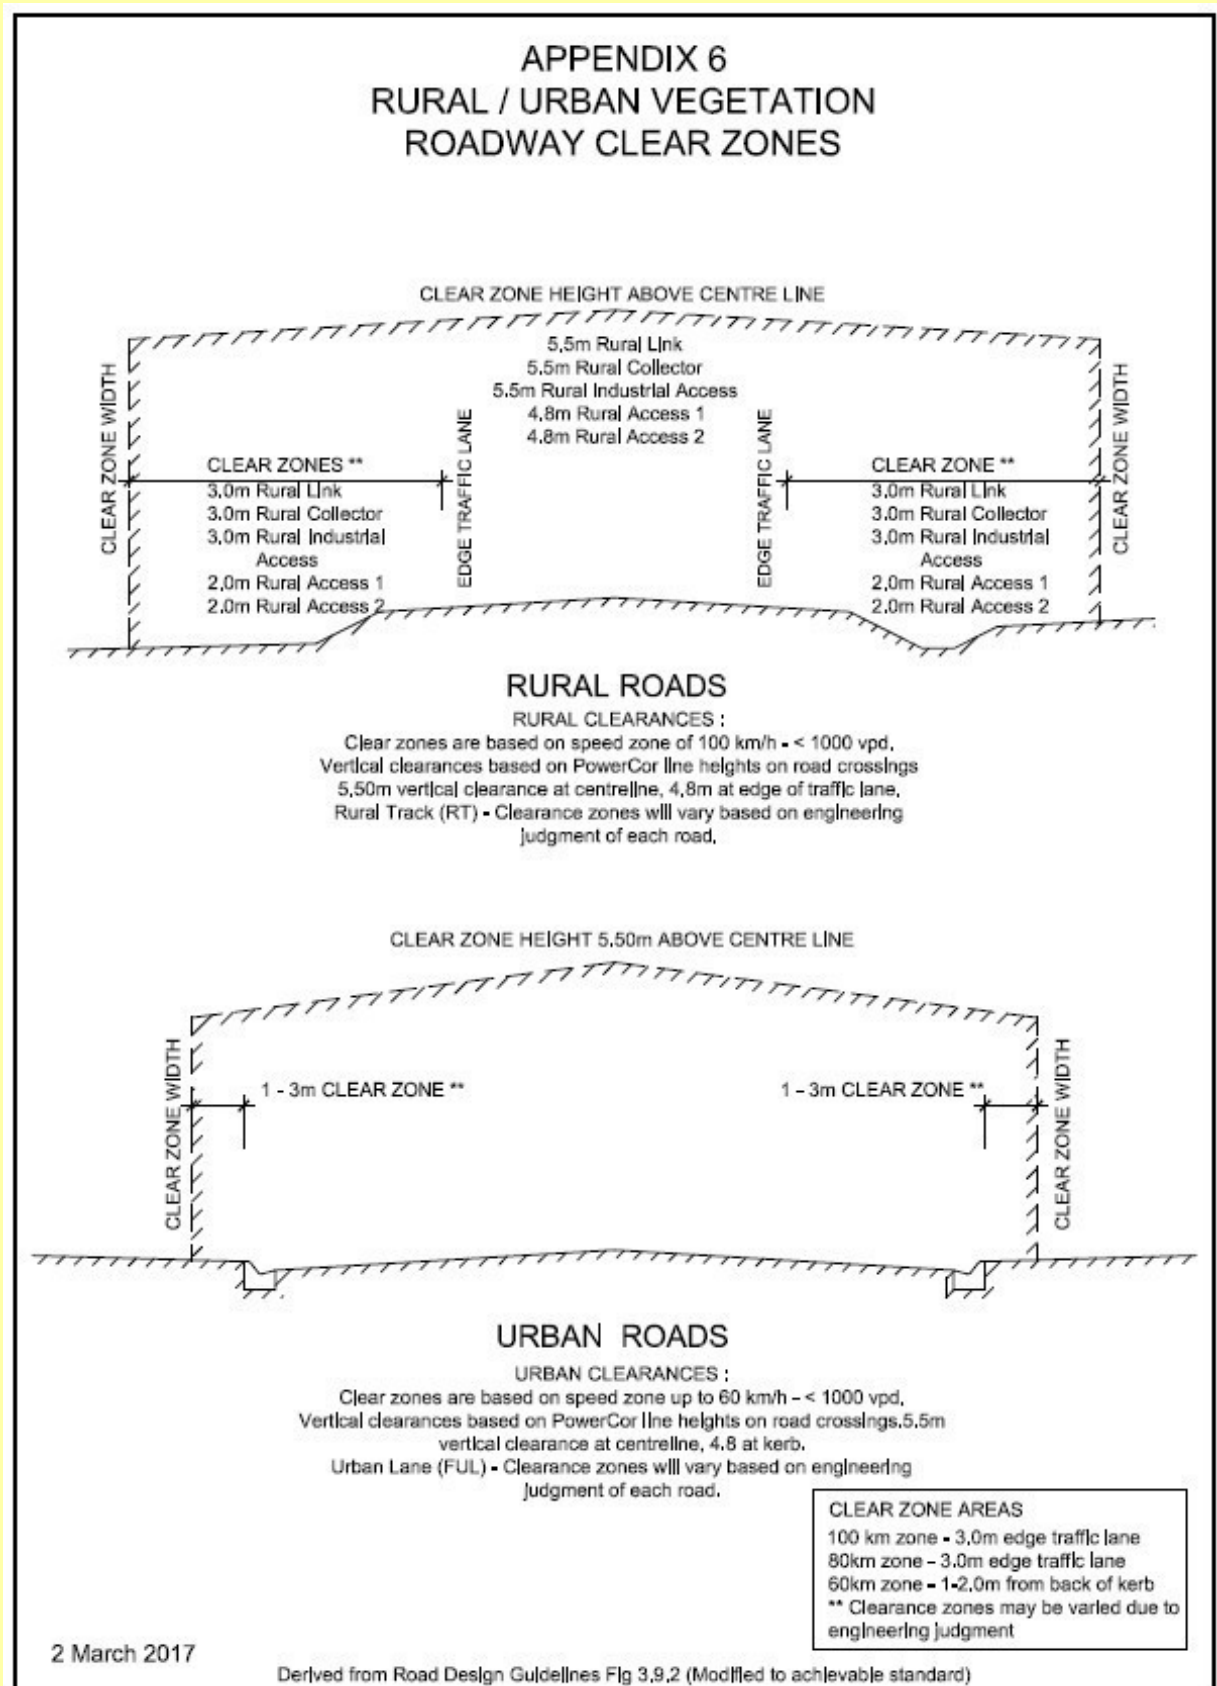 APPENDIX 6
RURAL / URBAN VEGETATION
ROADWAY CLEAR ZONES
CLEAR ZONE HEIGHT ABOVE CENTRE LINE
5.5m Rural Link
5.5m Rural Collector
5.5m Rural Industrial Access
4.8m Rural Access 1
4.8m Rural Access 2
CLEAR ZONE WIDTH
CLEAR ZONES **
3.0m Rural Link
3.0m Rural Collector
3.0m Rural Industrial
Access
2.0m Rural Access 1
2.0m Rural Access 2
EDGE TRAFFIC LANE
EDGE TRAFFIC LANE
CLEAR ZONE **
3.0m Rural Link
3.0m Rural Collector
3.0m Rural Industrial
Access
2.0m Rural Access 1
2.0m Rural Access 2
CLEAR ZONE WIDTH
RURAL ROADS
RURAL CLEARANCES :
Clear zones are based on speed zone of 100 km/h - < 1000 vpd.
Vertical clearances based on PowerCor line heights on road crossings
5.50m vertical clearance at centreline, 4.8m at edge of traffic lane.
Rural Track (RT) - Clearance zones will vary based on engineering
judgment of each road.
CLEAR ZONE HEIGHT 5.50m ABOVE CENTRE LINE
CLEAR ZONE WIDTH
1 - 3m CLEAR ZONE **
1 - 3m CLEAR ZONE **
CLEAR ZONE WIDTH
URBAN ROADS
URBAN CLEARANCES :
Clear zones are based on speed zone up to 60 km/h - < 1000 vpd.
Vertical clearances based on PowerCor line heights on road crossings.5.5m
vertical clearance at centreline, 4.8 at kerb.
Urban Lane (FUL) - Clearance zones will vary based on engineering
judgment of each road.
CLEAR ZONE AREAS
100 km zone - 3.0m edge traffic lane
80km zone - 3.0m edge traffic lane
60km zone - 1-2.0m from back of kerb
** Clearance zones may be varied due to
engineering judgment
2 March 2017
Derived from Road Design Guidelines Fig 3.9.2 (Modified to achievable standard)